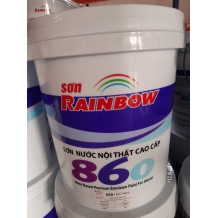 sơn
RAINBOW
SƠN NƯỚC NỘI THẤT CAO CẤP
860
Water Based Premium Emulsion Paint For Interior